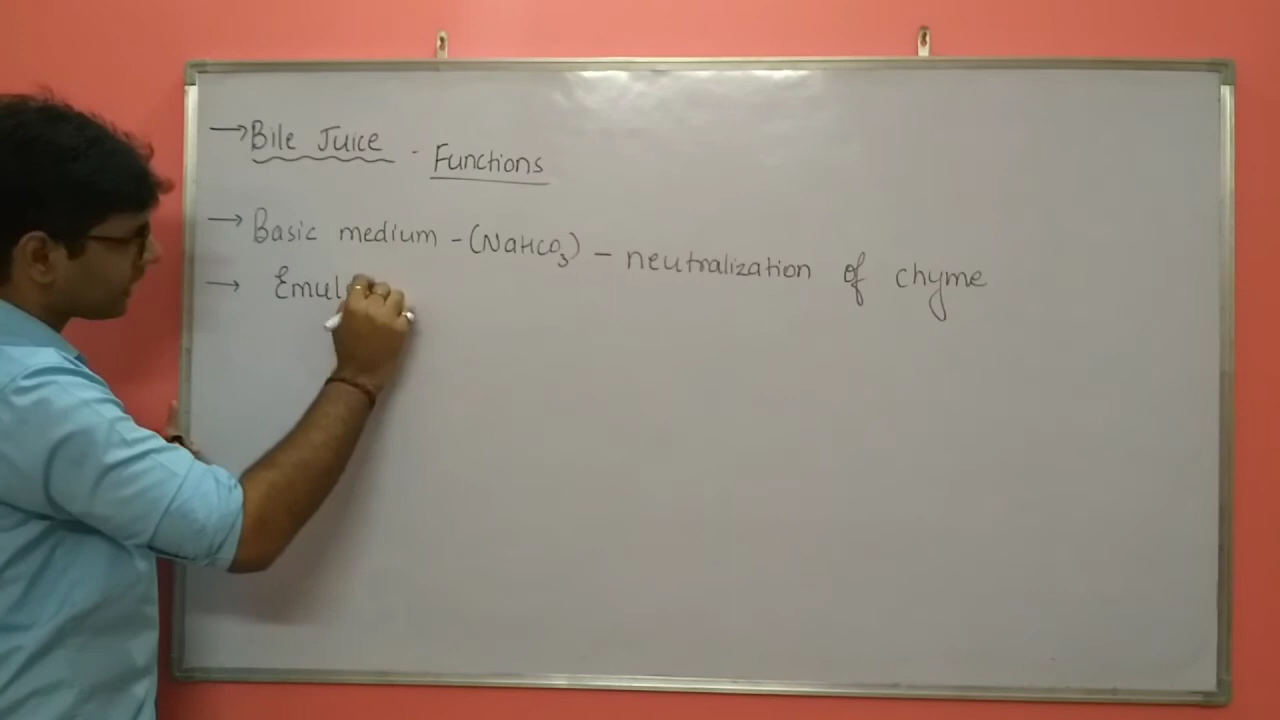 → Bile Juice - Functions
→ Basic medium - (NaHCO₃) - neutralization of chyme
→ Emul